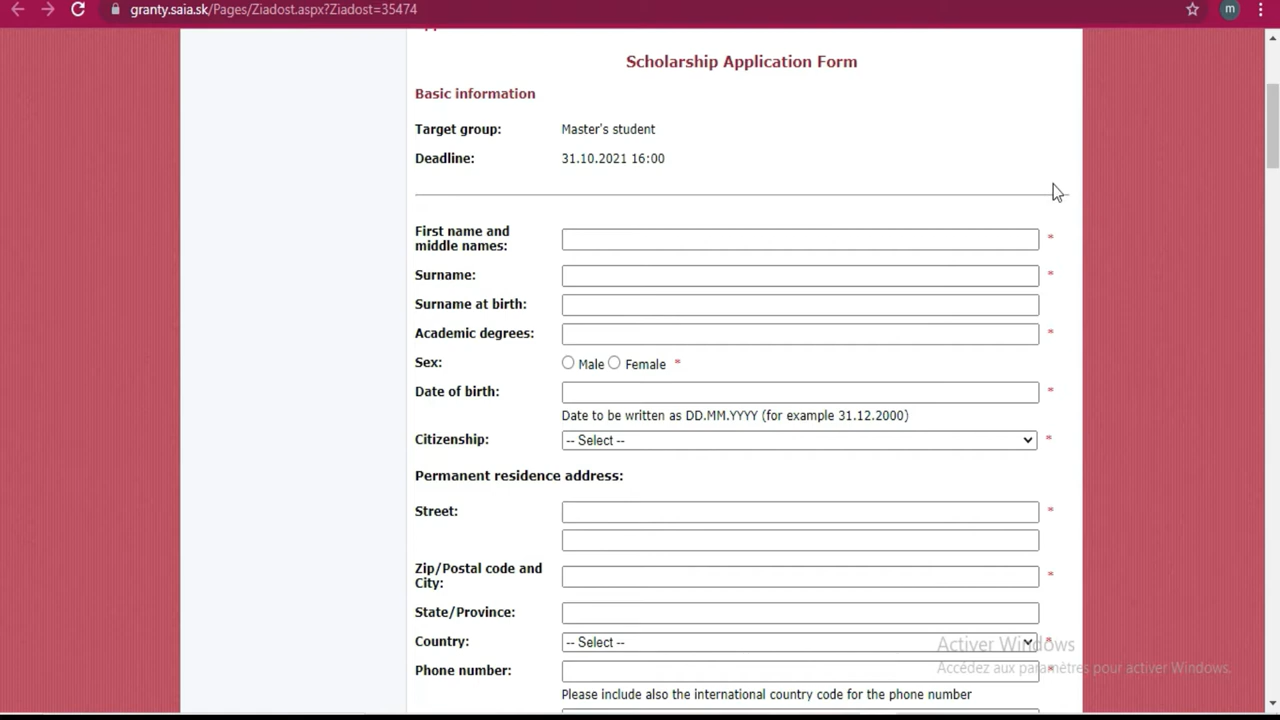 granty.saia.sk/Pages/Ziadost.aspx?Ziadost=35474
m
Scholarship Application Form
Basic information
Target group: Master's student
Deadline: 31.10.2021 16:00
First name and
middle names: *
Surname: *
Surname at birth:
Academic degrees: *
Sex: Male Female *
Date of birth: *
Date to be written as DD.MM.YYYY (for example 31.12.2000)
Citizenship: -- Select -- *
Permanent residence address:
Street: *
Zip/Postal code and
City: *
State/Province:
Country: -- Select -- *
Phone number: *
Please include also the international country code for the phone number
Activer Windows
Accédez aux paramètres pour activer Windows.